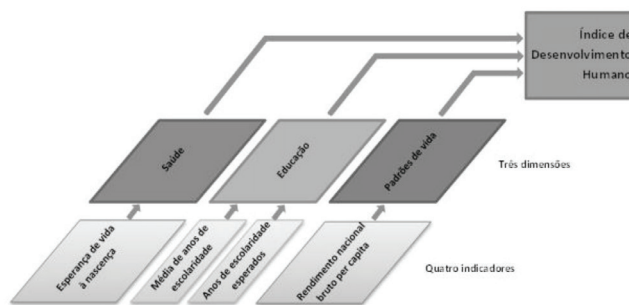 Índice de
Desenvolvimento
Humano
Saúde
Educação
Padrões de vida
Três dimensões
Esperança de vida
à nascença
Média de anos de
escolaridade
Anos de escolaridade
esperados
Rendimento nacional
bruto per capita
Quatro indicadores